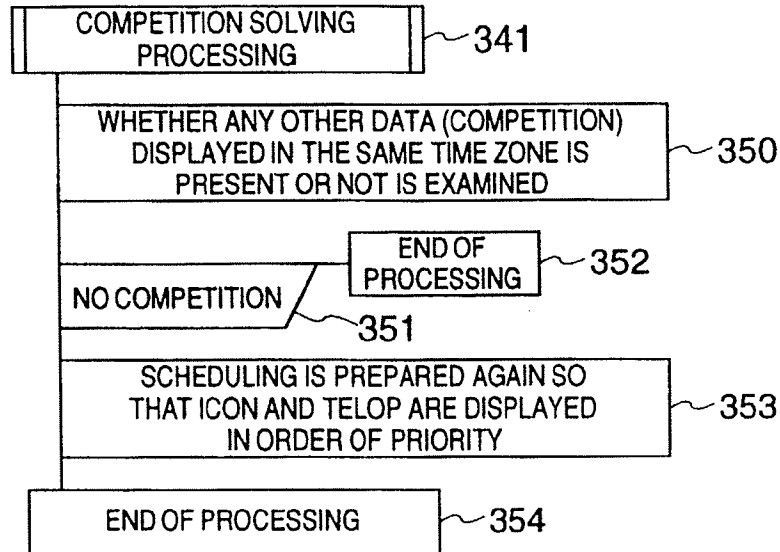 COMPETITION SOLVING
PROCESSING
341
WHETHER ANY OTHER DATA (COMPETITION)
DISPLAYED IN THE SAME TIME ZONE IS
PRESENT OR NOT IS EXAMINED
350
END OF
PROCESSING
352
NO COMPETITION
351
SCHEDULING IS PREPARED AGAIN SO
THAT ICON AND TELOP ARE DISPLAYED
IN ORDER OF PRIORITY
353
END OF PROCESSING
354